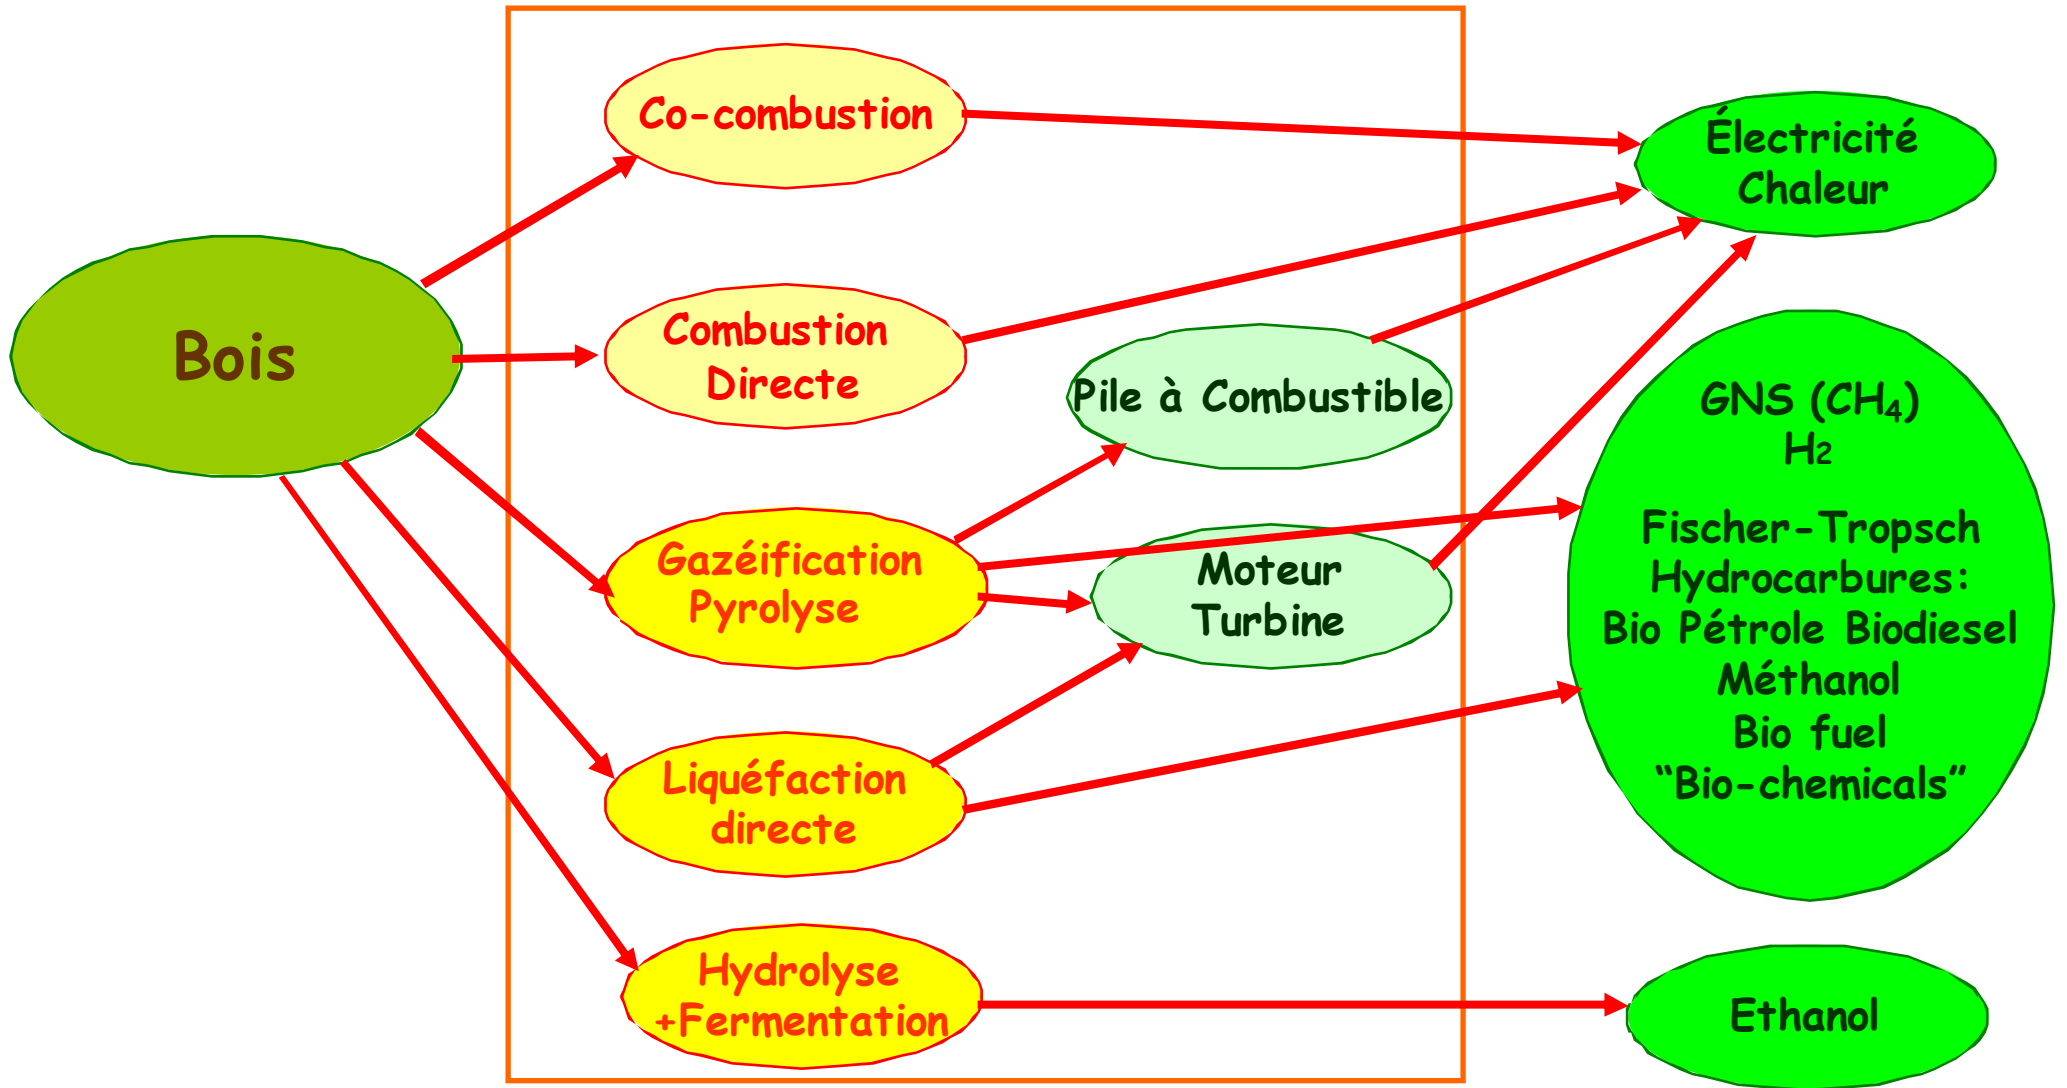 Bois
Co-combustion
Combustion
Directe
Gazéification
Pyrolyse
Liquéfaction
directe
Hydrolyse
+Fermentation
Pile à Combustible
Moteur
Turbine
Électricité
Chaleur
GNS (CH₄)
H₂
Fischer-Tropsch
Hydrocarbures:
Bio Pétrole Biodiesel
Méthanol
Bio fuel
“Bio-chemicals”
Ethanol